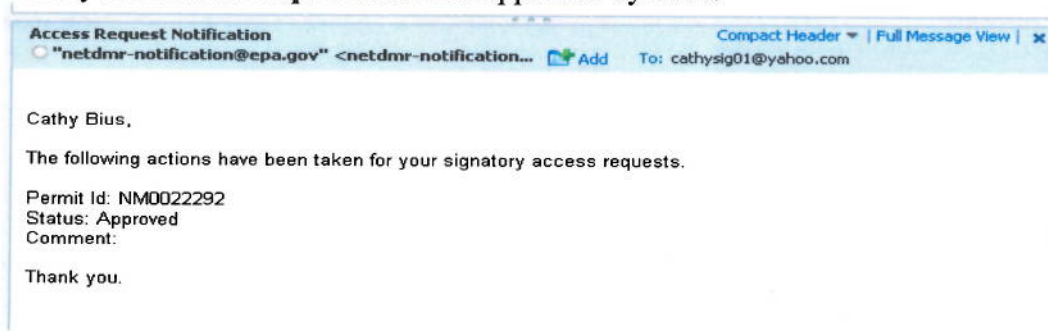 Access Request Notification
Compact Header | Full Message View | x
"netdmr-notification@epa.gov" <netdmr-notification... Add To: cathysig01@yahoo.com
Cathy Bius,
The following actions have been taken for your signatory access requests.
Permit Id: NM0022292
Status: Approved
Comment:
Thank you.